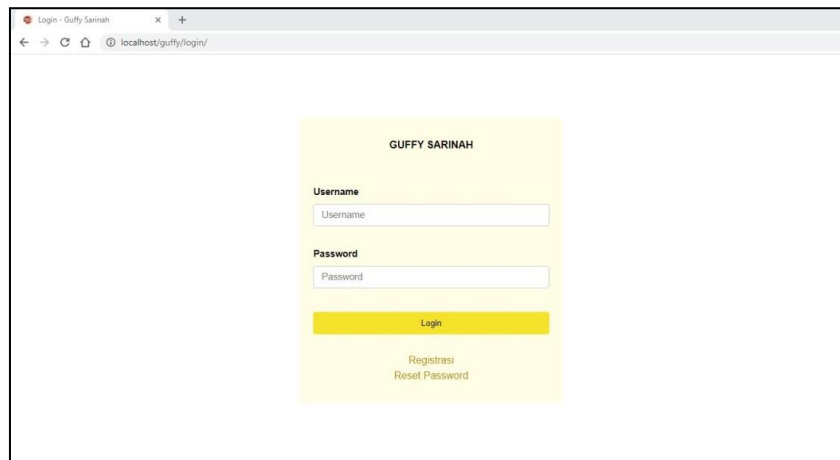 Login - Guffy Sarinah
localhost/guffy/login/
GUFFY SARINAH
Username
Username
Password
Password
Login
Registrasi
Reset Password